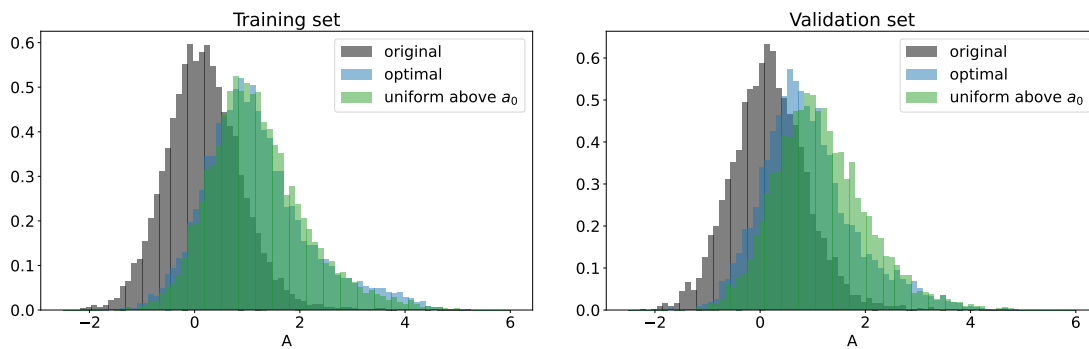 Training set
0.6
0.5
0.4
0.3
0.2
0.1
0.0
−2 0 2 4 6
A
original
optimal
uniform above a₀
Validation set
0.6
0.5
0.4
0.3
0.2
0.1
0.0
−2 0 2 4 6
A
original
optimal
uniform above a₀